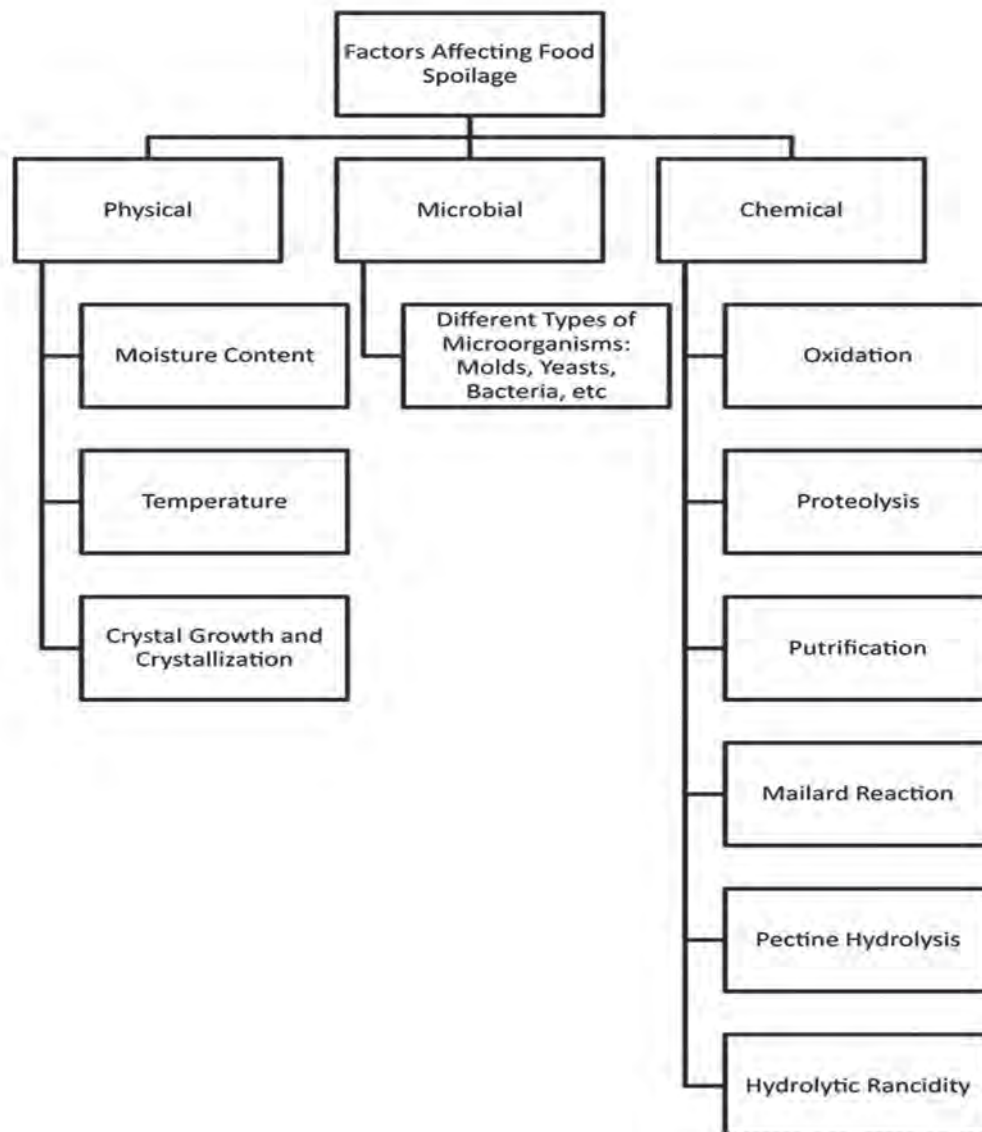 Factors Affecting Food
Spoilage
Physical
Microbial
Chemical
Moisture Content
Different Types of
Microorganisms:
Molds, Yeasts,
Bacteria, etc
Oxidation
Temperature
Proteolysis
Crystal Growth and
Crystallization
Putrification
Mailard Reaction
Pectine Hydrolysis
Hydrolytic Rancidity